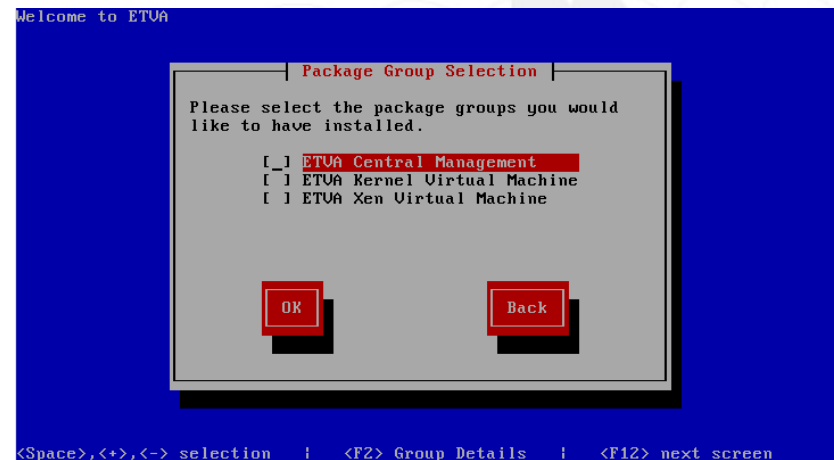 Welcome to ETVA
Package Group Selection
Please select the package groups you would
like to have installed.
[_] ETVA Central Management
[ ] ETVA Kernel Virtual Machine
[ ] ETVA Xen Virtual Machine
OK Back
<Space>,<+>,<-> selection | <F2> Group Details | <F12> next screen